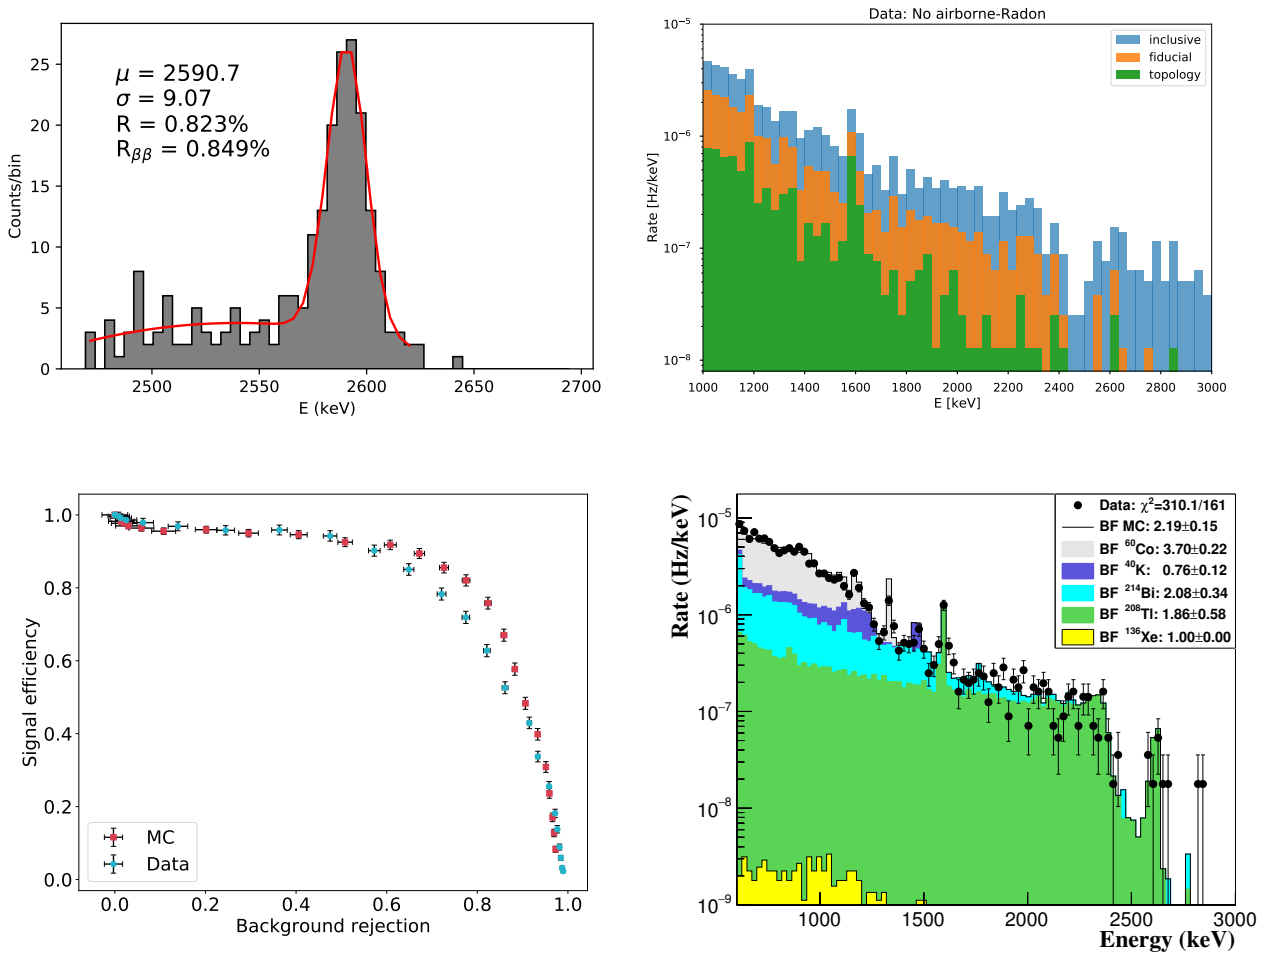 μ = 2590.7
σ = 9.07
R = 0.823%
Rββ = 0.849%
Counts/bin
25
20
15
10
5
0
2500 2550 2600 2650 2700
E (keV)
Data: No airborne-Radon
inclusive
fiducial
topology
Rate [Hz/keV]
10⁻⁵
10⁻⁶
10⁻⁷
10⁻⁸
1000 1200 1400 1600 1800 2000 2200 2400 2600 2800 3000
E [keV]
Signal efficiency
1.0
0.8
0.6
0.4
0.2
0.0
MC
Data
0.0 0.2 0.4 0.6 0.8 1.0
Background rejection
Rate (Hz/keV)
10⁻⁵
10⁻⁶
10⁻⁷
10⁻⁸
10⁻⁹
Data: χ²=310.1/161
BF MC: 2.19±0.15
BF ⁶⁰Co: 3.70±0.22
BF ⁴⁰K: 0.76±0.12
BF ²¹⁴Bi: 2.08±0.34
BF ²⁰⁸Tl: 1.86±0.58
BF ¹³⁶Xe: 1.00±0.00
1000 1500 2000 2500 3000
Energy (keV)